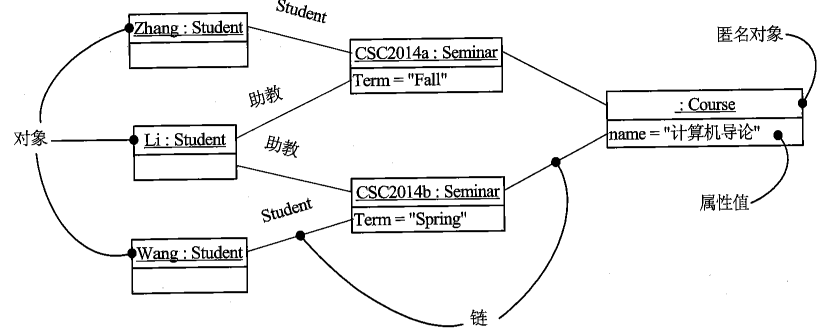 Student
Zhang : Student
匿名对象
CSC2014a : Seminar
Term = "Fall"
助教
: Course
name = "计算机导论"
对象
Li : Student
助教
CSC2014b : Seminar
Term = "Spring"
属性值
Student
Wang : Student
链